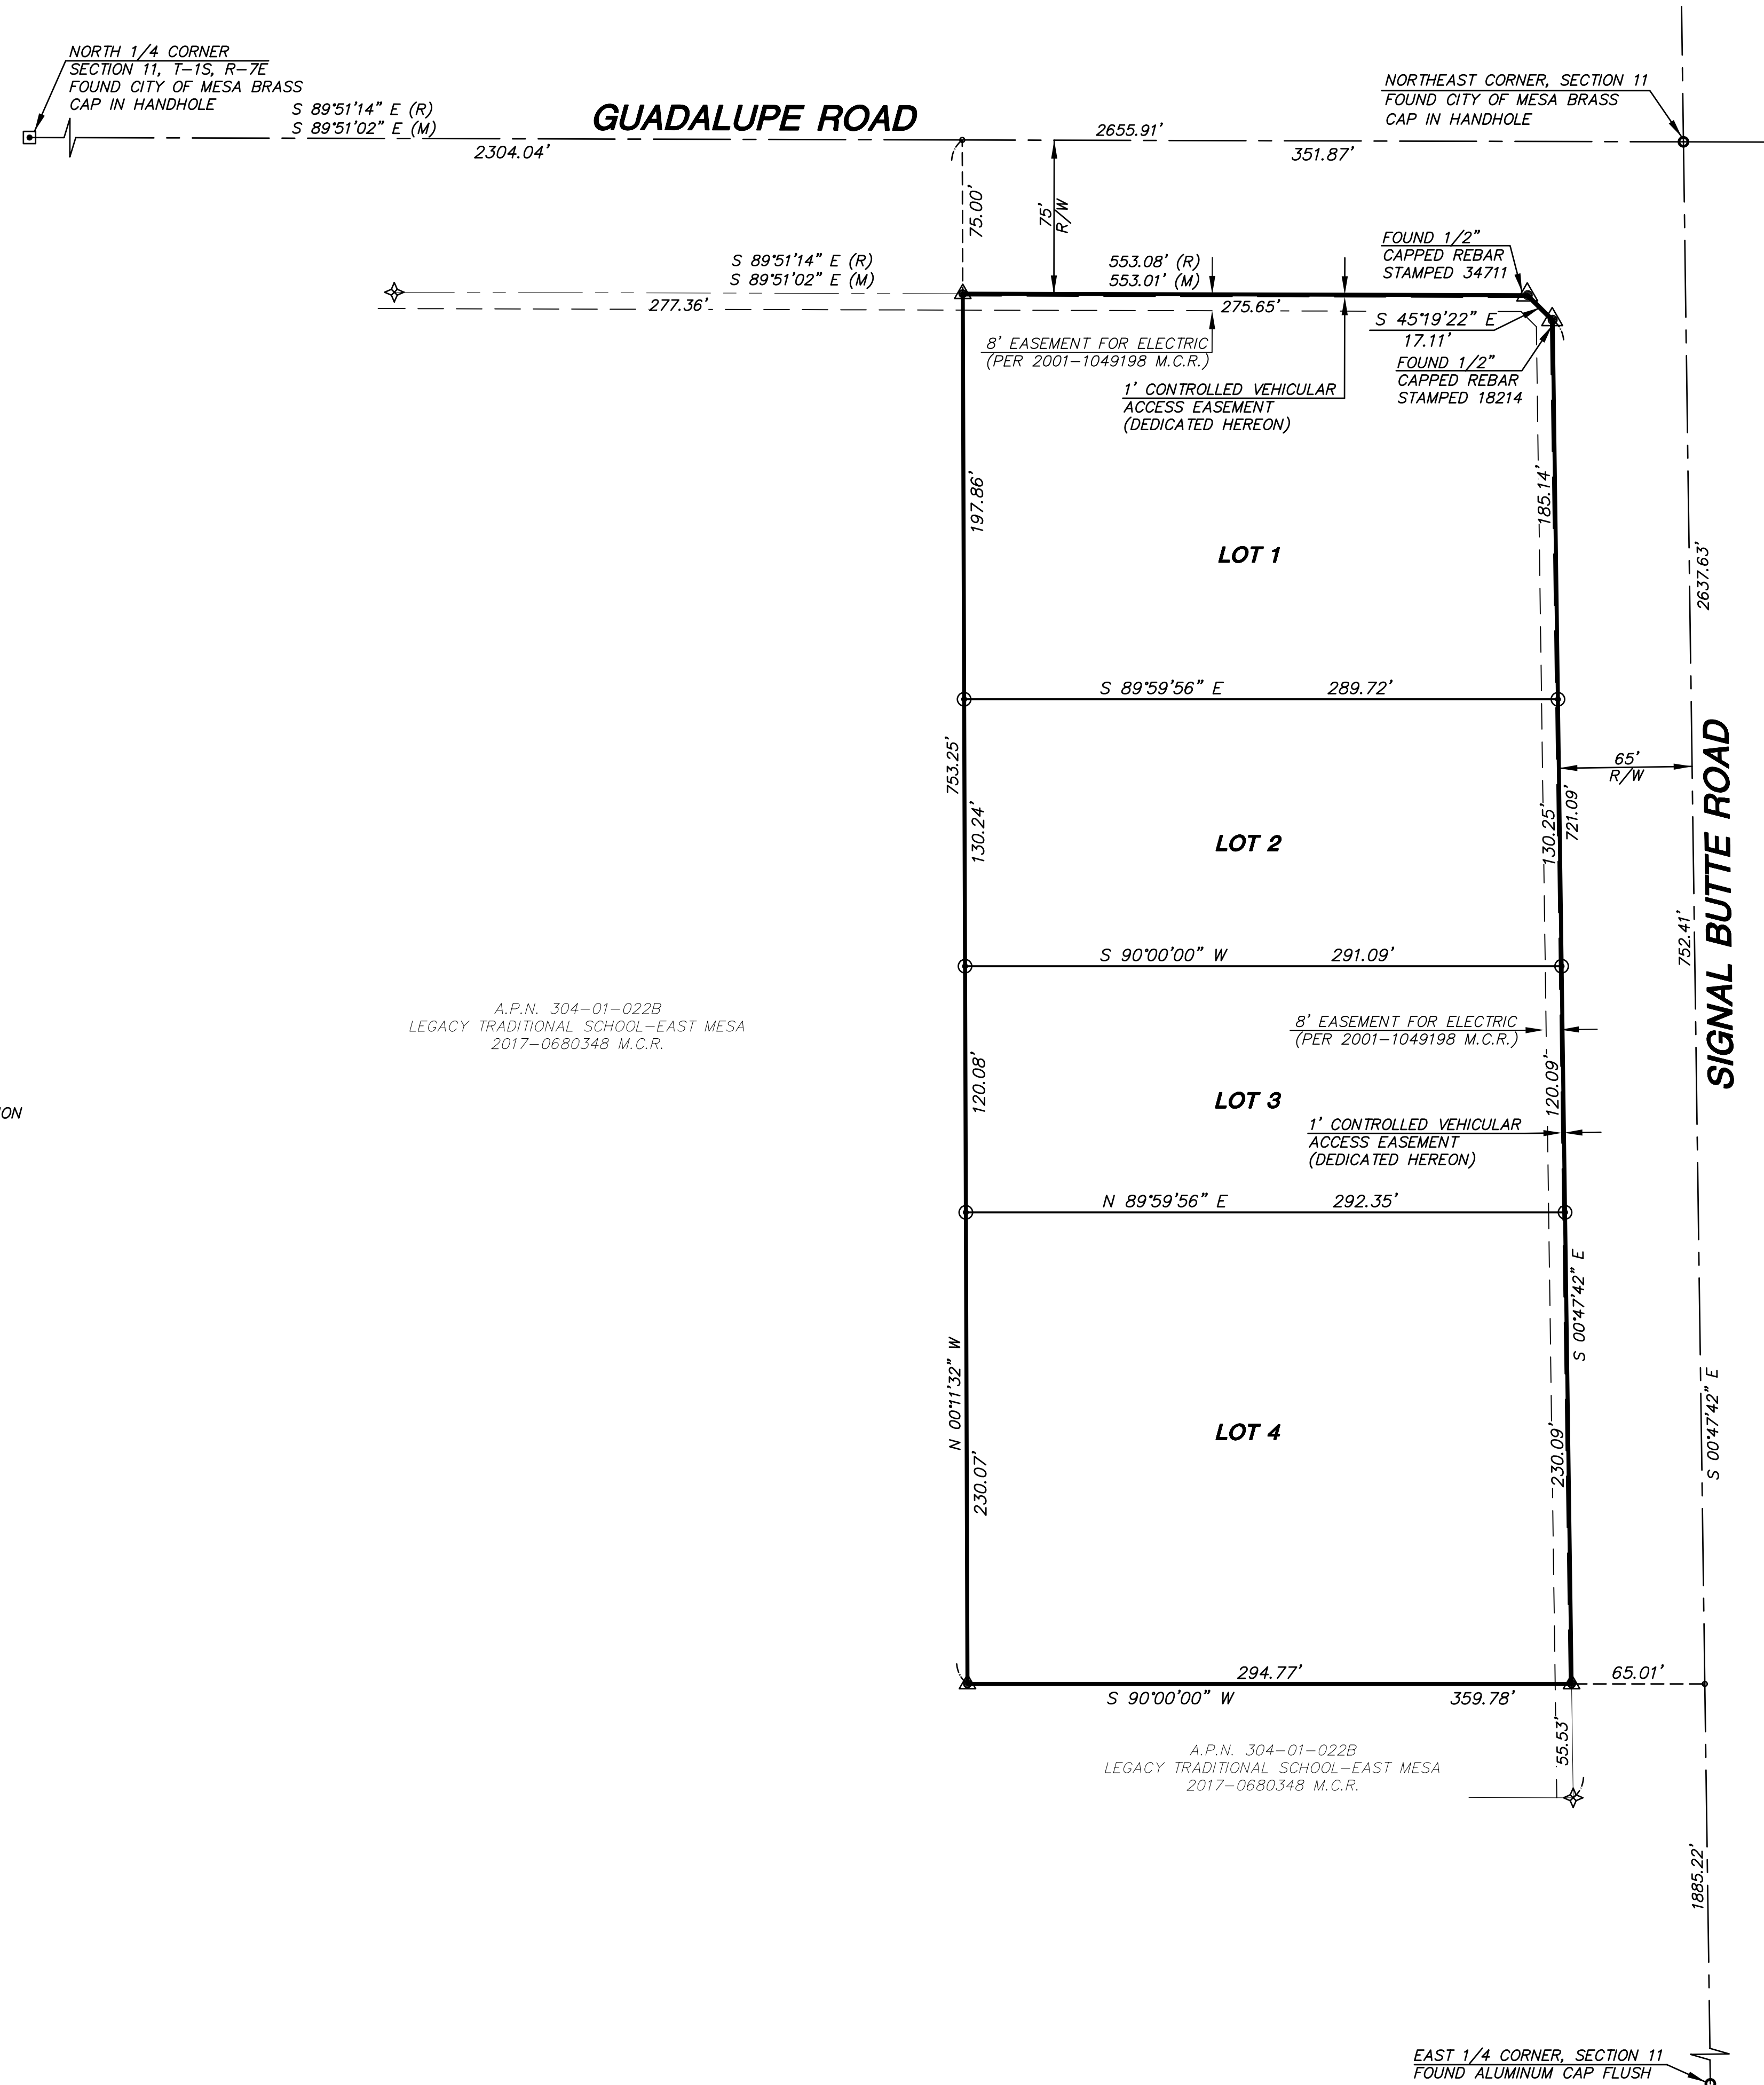 NORTH 1/4 CORNER
SECTION 11, T-1S, R-7E
FOUND CITY OF MESA BRASS
CAP IN HANDHOLE
S 89°51'14" E (R)
S 89°51'02" E (M)
2304.04'
GUADALUPE ROAD
2655.91'
351.87'
NORTHEAST CORNER, SECTION 11
FOUND CITY OF MESA BRASS
CAP IN HANDHOLE
75.00'
75'
R/W
S 89°51'14" E (R)
S 89°51'02" E (M)
277.36'
553.08' (R)
553.01' (M)
275.65'
FOUND 1/2"
CAPPED REBAR
STAMPED 34711
S 45°19'22" E
17.11'
FOUND 1/2"
CAPPED REBAR
STAMPED 18214
8' EASEMENT FOR ELECTRIC
(PER 2001-1049198 M.C.R.)
1' CONTROLLED VEHICULAR
ACCESS EASEMENT
(DEDICATED HEREON)
197.86'
185.14'
LOT 1
2637.63'
S 89°59'56" E 289.72'
753.25'
65'
R/W
SIGNAL BUTTE ROAD
130.24'
LOT 2
130.25'
721.09'
752.41'
S 90°00'00" W 291.09'
A.P.N. 304-01-022B
LEGACY TRADITIONAL SCHOOL-EAST MESA
2017-0680348 M.C.R.
8' EASEMENT FOR ELECTRIC
(PER 2001-1049198 M.C.R.)
120.08'
LOT 3
120.09'
ON
1' CONTROLLED VEHICULAR
ACCESS EASEMENT
(DEDICATED HEREON)
N 89°59'56" E 292.35'
S 00°47'42" E
N 00°11'32" W
S 00°47'42" E
LOT 4
230.07'
230.09'
294.77'
65.01'
S 90°00'00" W 359.78'
55.53'
A.P.N. 304-01-022B
LEGACY TRADITIONAL SCHOOL-EAST MESA
2017-0680348 M.C.R.
1885.22'
EAST 1/4 CORNER, SECTION 11
FOUND ALUMINUM CAP FLUSH